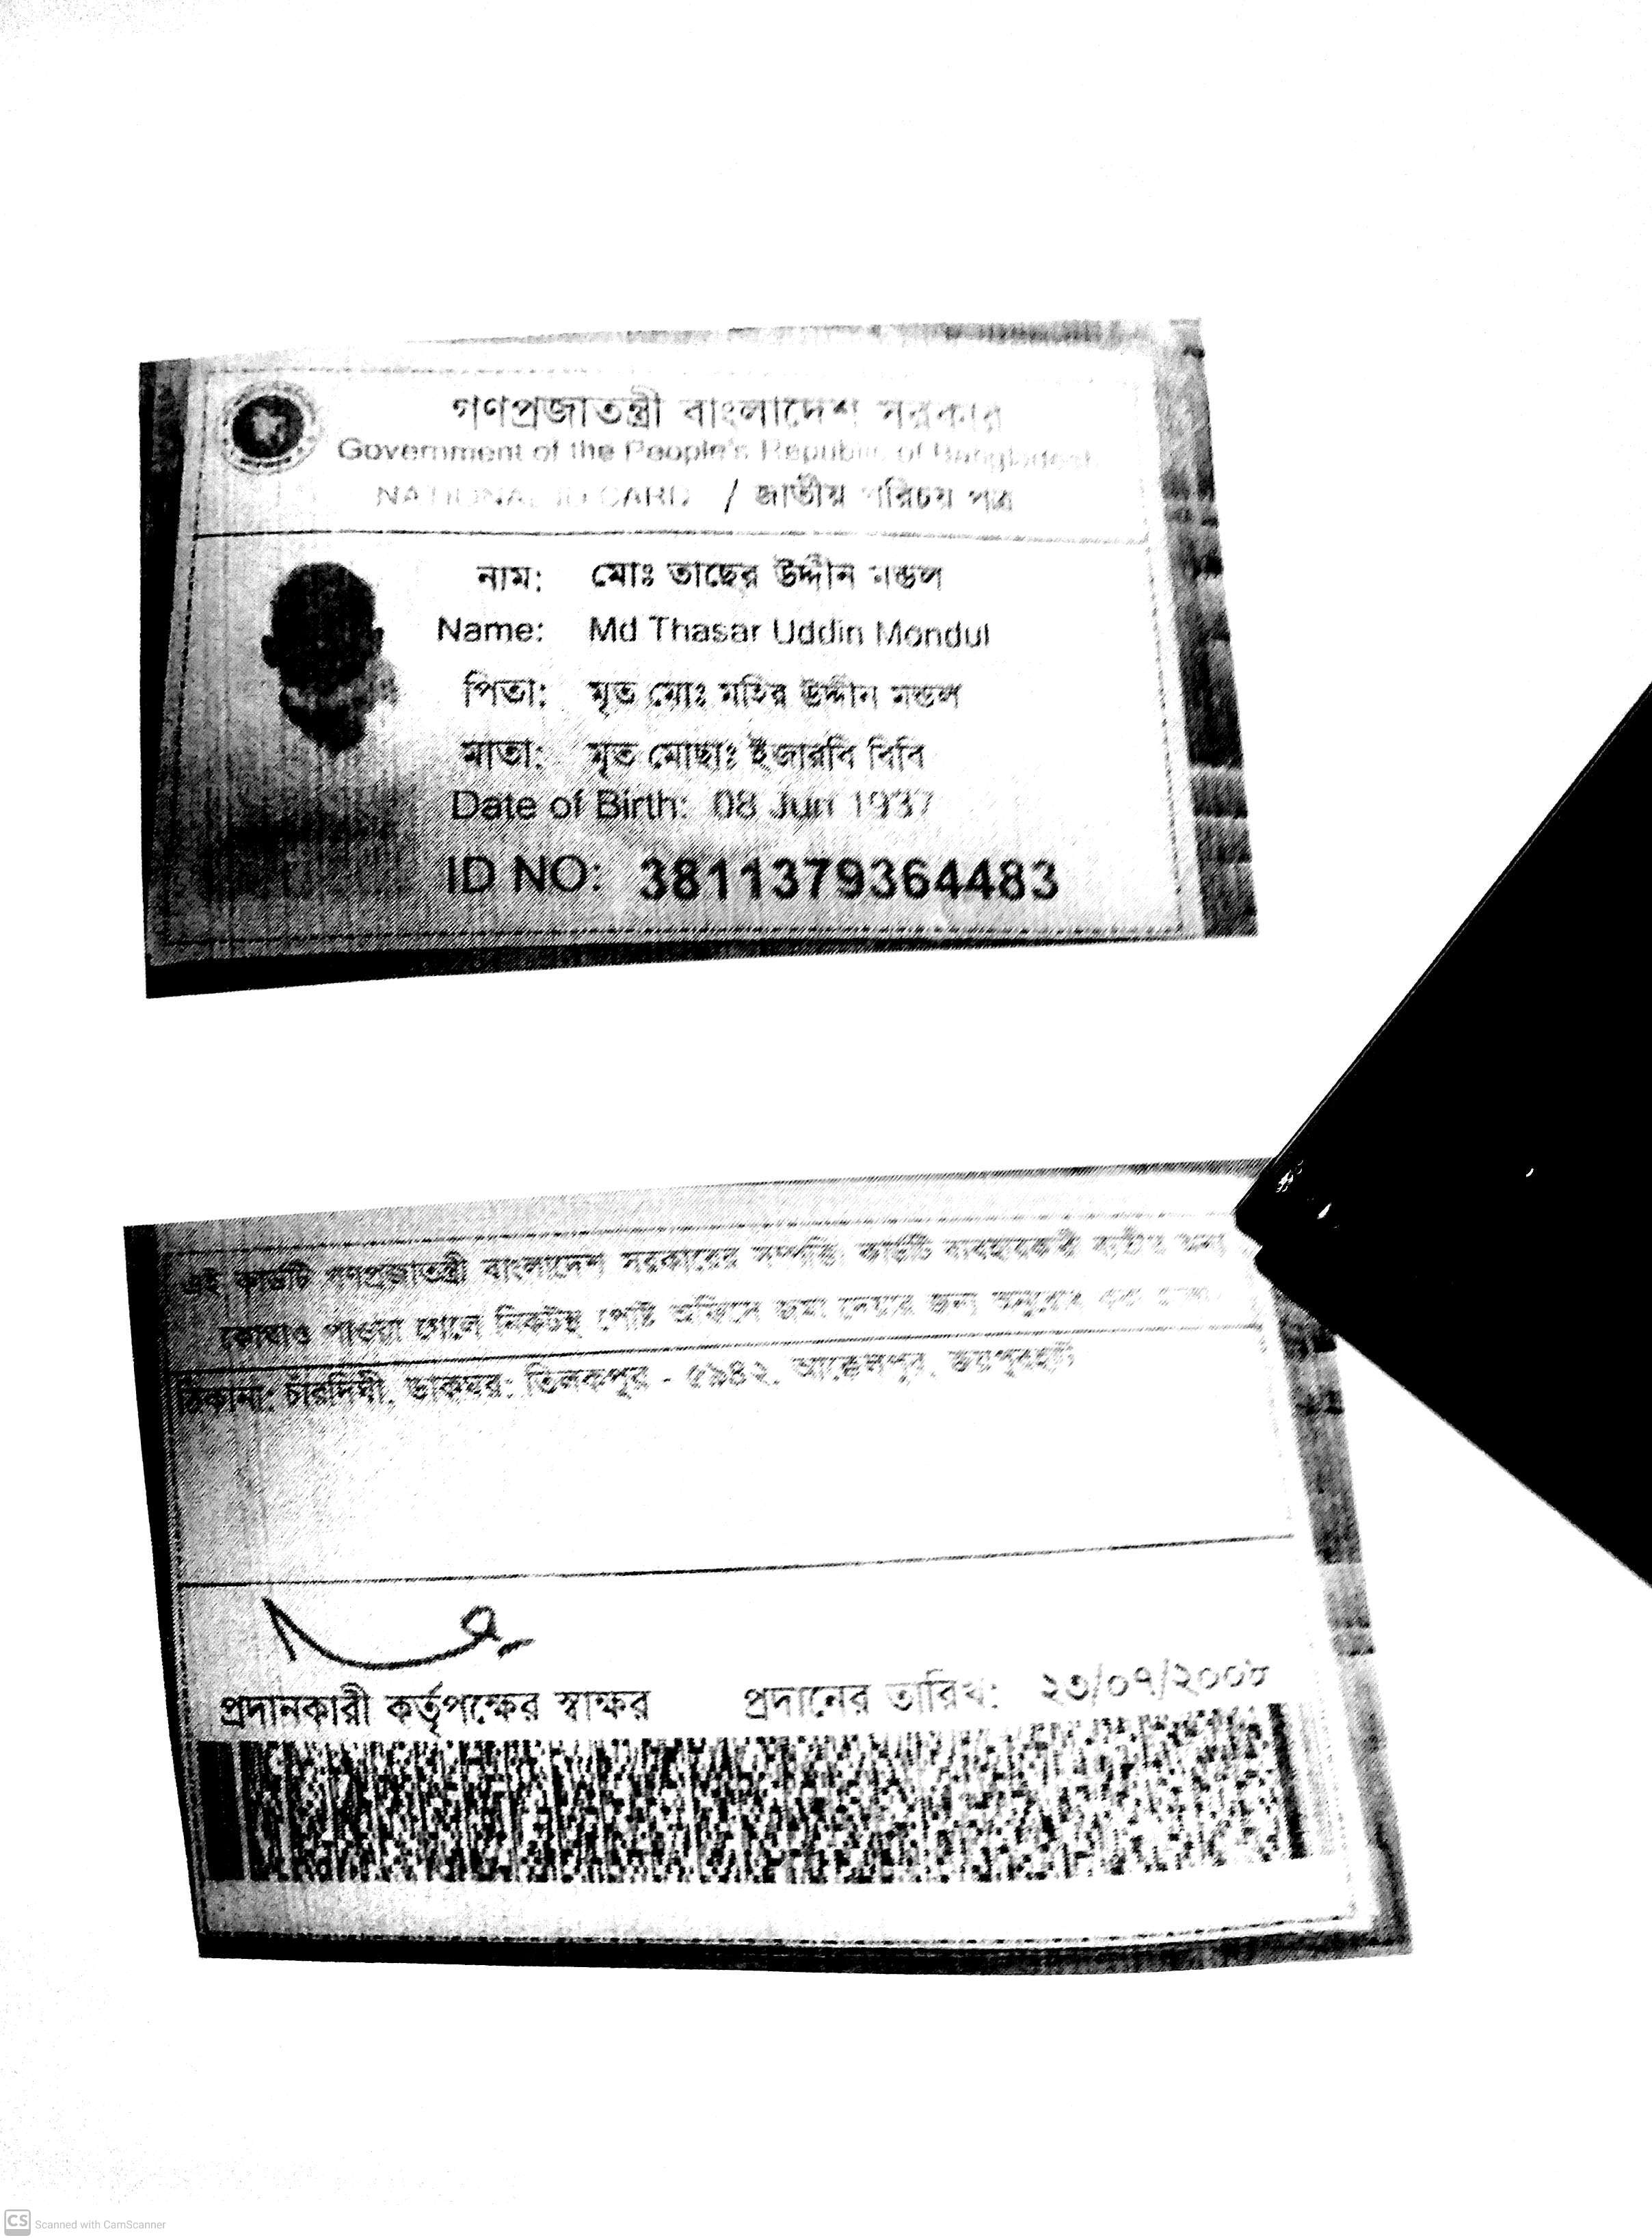 গণপ্রজাতন্ত্রী বাংলাদেশ সরকার
Government of the People's Republic of Bangladesh
NATIONAL ID CARD / জাতীয় পরিচয় পত্র
নাম: মোঃ তাছের উদ্দীন মন্ডল
Name: Md Thasar Uddin Mondul
পিতা: মৃত মোঃ মহির উদ্দীন মন্ডল
মাতা: মৃত মোছাঃ ইজারবি বিবি
Date of Birth: 08 Jun 1937
ID NO: 3811379364483
এই কার্ডটি গণপ্রজাতন্ত্রী বাংলাদেশ সরকারের সম্পত্তি। কার্ডটি ব্যবহারকারী ব্যতীত অন্য
কোথাও পাওয়া গেলে নিকটস্থ পোষ্ট অফিসে জমা দেয়ার জন্য অনুরোধ করা হলো।
ঠিকানা: চাঁরদিঘী, ডাকঘর: তিলকপুর - ৫৯৪২, আক্কেলপুর, জয়পুরহাট
প্রদানকারী কর্তৃপক্ষের স্বাক্ষর প্রদানের তারিখ: ২৩/০৭/২০০৮
CS Scanned with CamScanner